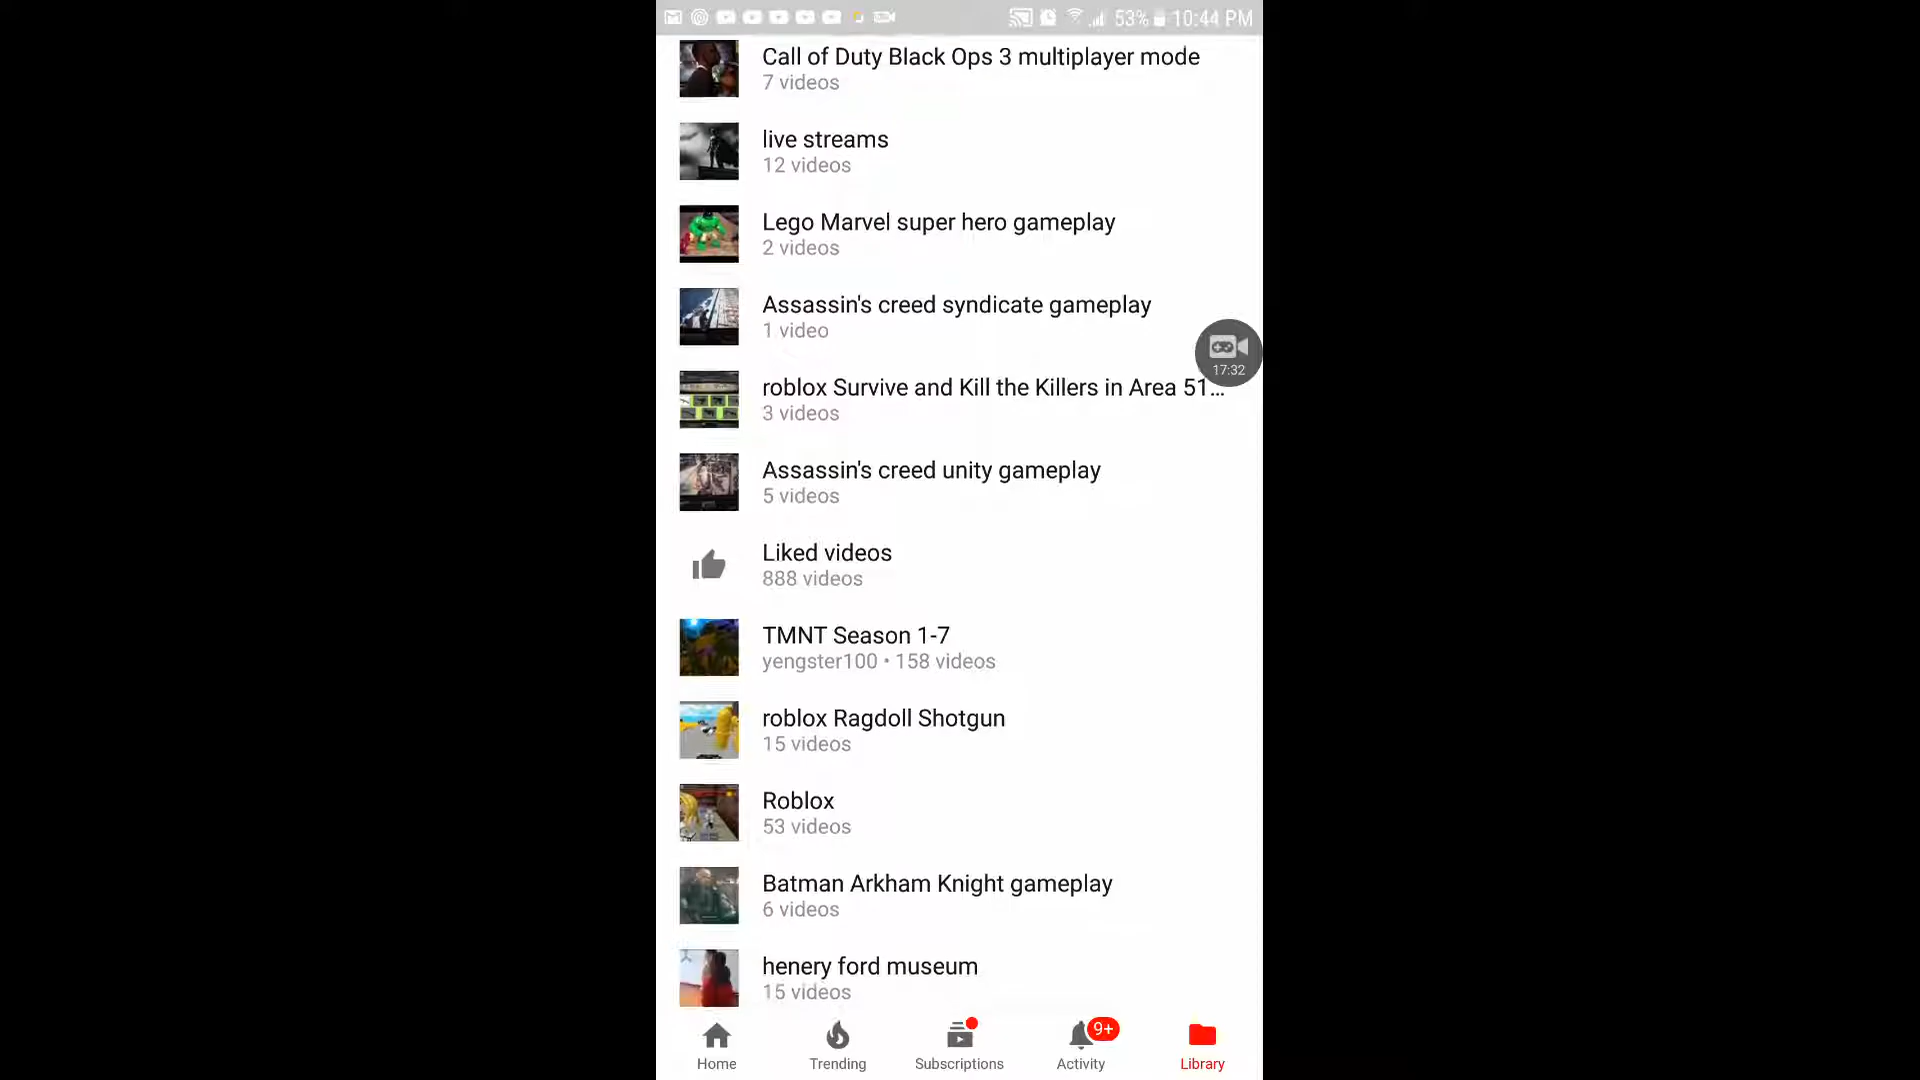 53% 10:44 PM
Call of Duty Black Ops 3 multiplayer mode
7 videos
live streams
12 videos
Lego Marvel super hero gameplay
2 videos
Assassin's creed syndicate gameplay
1 video
17:32
roblox Survive and Kill the Killers in Area 51...
3 videos
Assassin's creed unity gameplay
5 videos
Liked videos
888 videos
TMNT Season 1-7
yengster100 • 158 videos
roblox Ragdoll Shotgun
15 videos
Roblox
53 videos
Batman Arkham Knight gameplay
6 videos
henery ford museum
15 videos
9+
Home Trending Subscriptions Activity Library